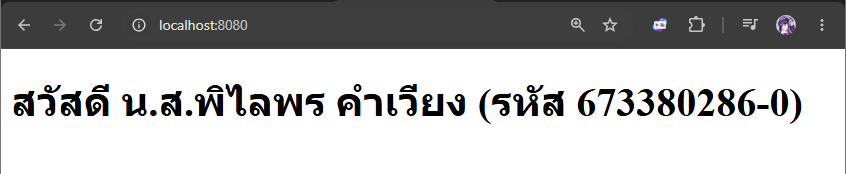 localhost:8080
สวัสดี น.ส.พิไลพร คำเวียง (รหัส 673380286-0)